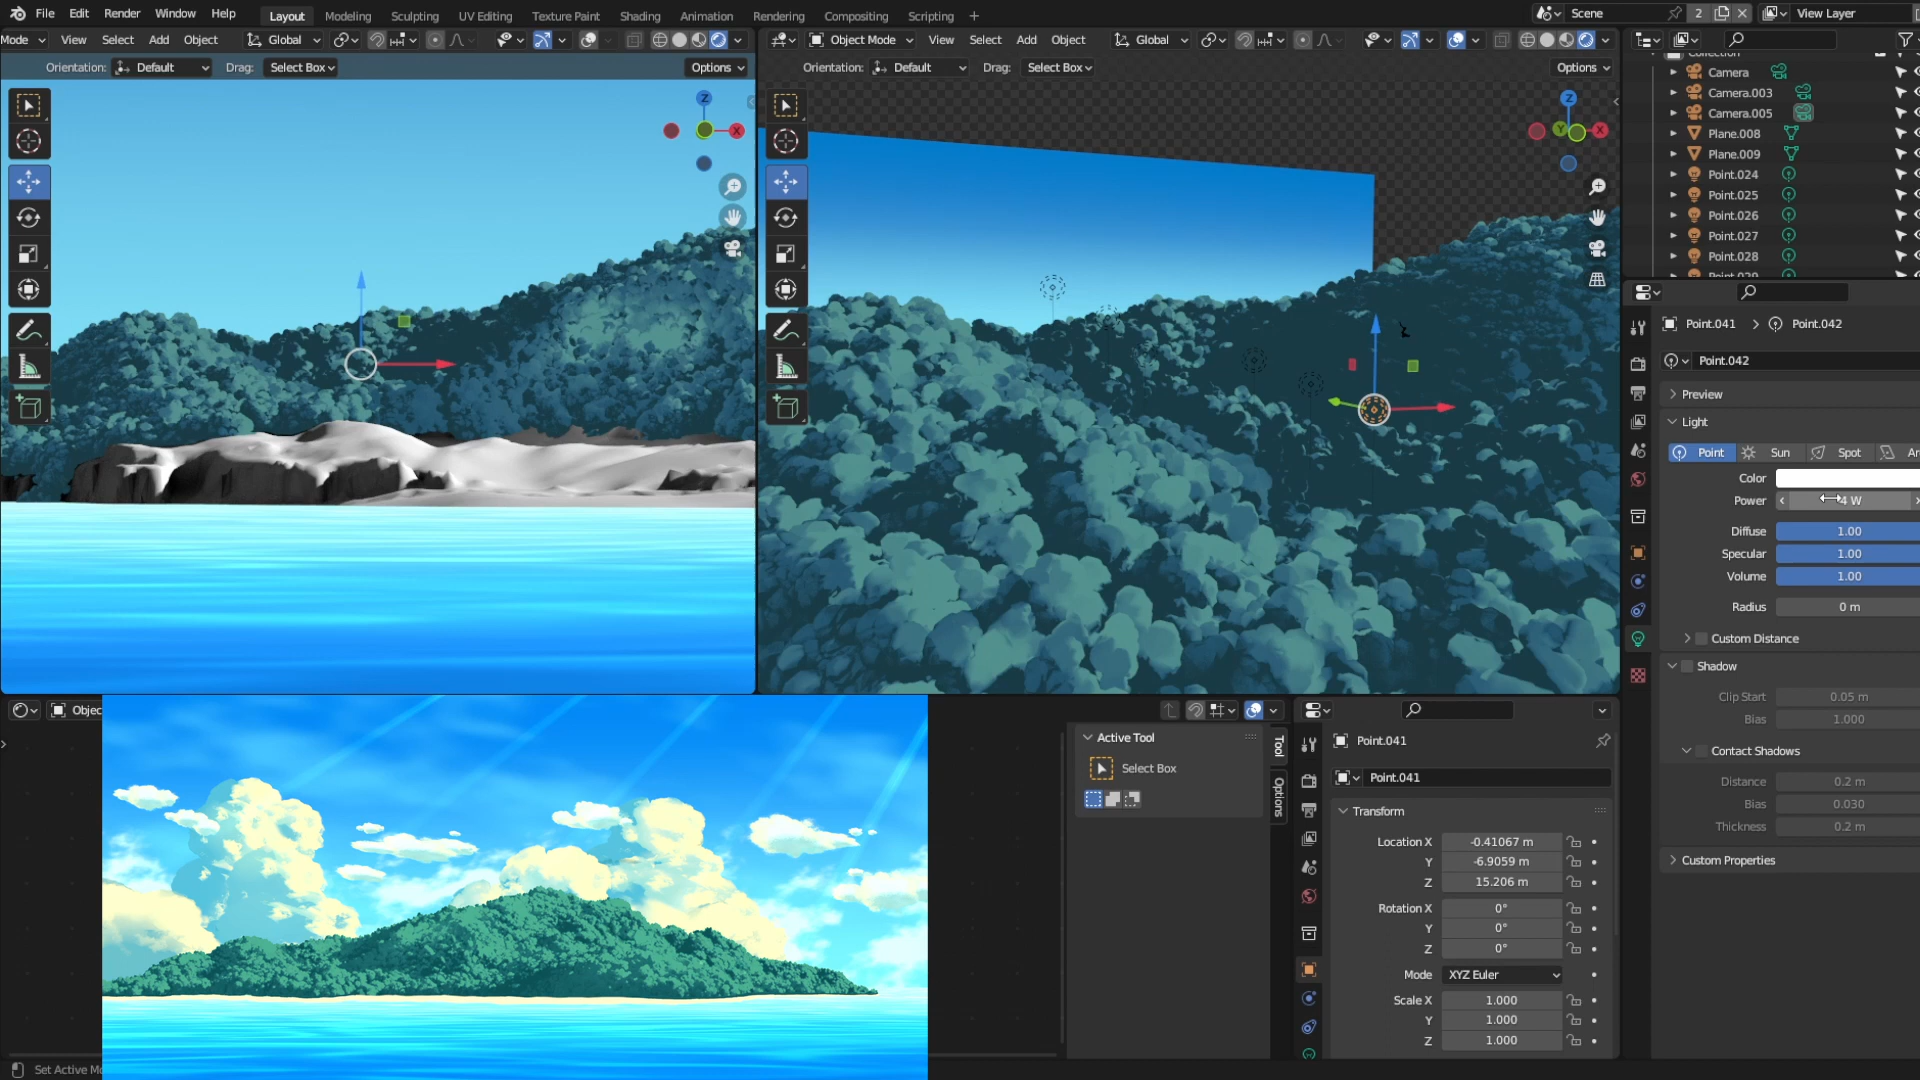 File Edit Render Window Help Layout Modeling Sculpting UV Editing Texture Paint Shading Animation Rendering Compositing Scripting + Scene 2 View Layer
Mode View Select Add Object Global
Object Mode View Select Add Object Global
Orientation: Default Drag: Select Box Options
Orientation: Default Drag: Select Box Options
Z
X
Z
Y
X
Camera
Camera.003
Camera.005
Plane.008
Plane.009
Point.024
Point.025
Point.026
Point.027
Point.028
Point.041 > Point.042
Point.042
Preview
Light
Point Sun Spot
Color
Power 4 W
Diffuse 1.00
Specular 1.00
Volume 1.00
Radius 0 m
Custom Distance
Shadow
Clip Start 0.05 m
Bias 1.000
Contact Shadows
Distance 0.2 m
Bias 0.030
Thickness 0.2 m
Custom Properties
Objec
Active Tool
Select Box
Tool
Options
Point.041
Point.041
Transform
Location X -0.41067 m
Y -6.9059 m
Z 15.206 m
Rotation X 0°
Y 0°
Z 0°
Mode XYZ Euler
Scale X 1.000
Y 1.000
Z 1.000
Set Active Mo